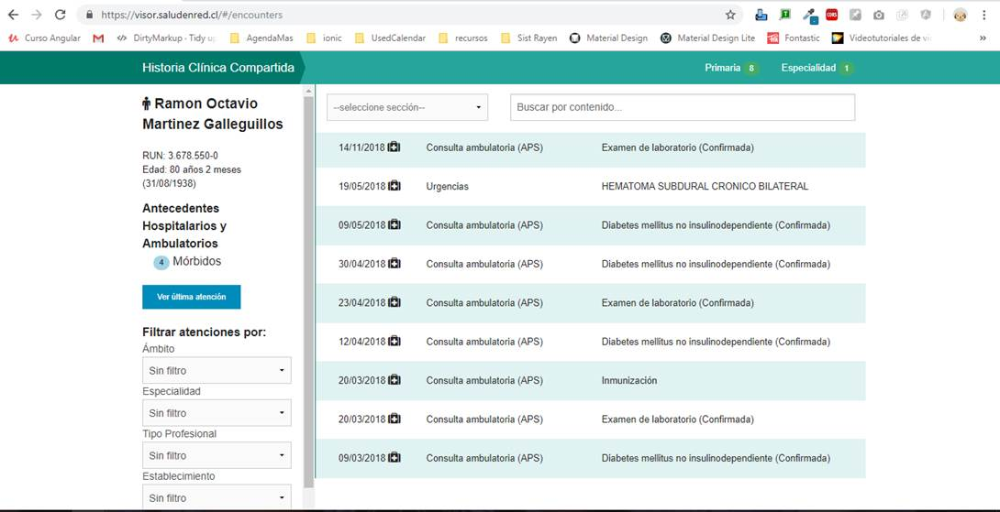 https://visor.saludenred.cl/#/encounters
Curso Angular
DirtyMarkup - Tidy up
AgendaMas
ionic
UsedCalendar
recursos
Sist Rayen
Material Design
Material Design Lite
Fontastic
Videotutoriales de
»
Historia Clínica Compartida
Primaria 8
Especialidad 1
Ramon Octavio
Martinez Galleguillos
RUN: 3.678.550-0
Edad: 80 años 2 meses
(31/08/1938)
Antecedentes
Hospitalarios y
Ambulatorios
4 Mórbidos
Ver última atención
Filtrar atenciones por:
Ámbito
Sin filtro
Especialidad
Sin filtro
Tipo Profesional
Sin filtro
Establecimiento
Sin filtro
--seleccione sección--
Buscar por contenido...
14/11/2018 Consulta ambulatoria (APS) Examen de laboratorio (Confirmada)
19/05/2018 Urgencias HEMATOMA SUBDURAL CRONICO BILATERAL
09/05/2018 Consulta ambulatoria (APS) Diabetes mellitus no insulinodependiente (Confirmada)
30/04/2018 Consulta ambulatoria (APS) Diabetes mellitus no insulinodependiente (Confirmada)
23/04/2018 Consulta ambulatoria (APS) Examen de laboratorio (Confirmada)
12/04/2018 Consulta ambulatoria (APS) Diabetes mellitus no insulinodependiente (Confirmada)
20/03/2018 Consulta ambulatoria (APS) Inmunización
20/03/2018 Consulta ambulatoria (APS) Examen de laboratorio (Confirmada)
09/03/2018 Consulta ambulatoria (APS) Diabetes mellitus no insulinodependiente (Confirmada)